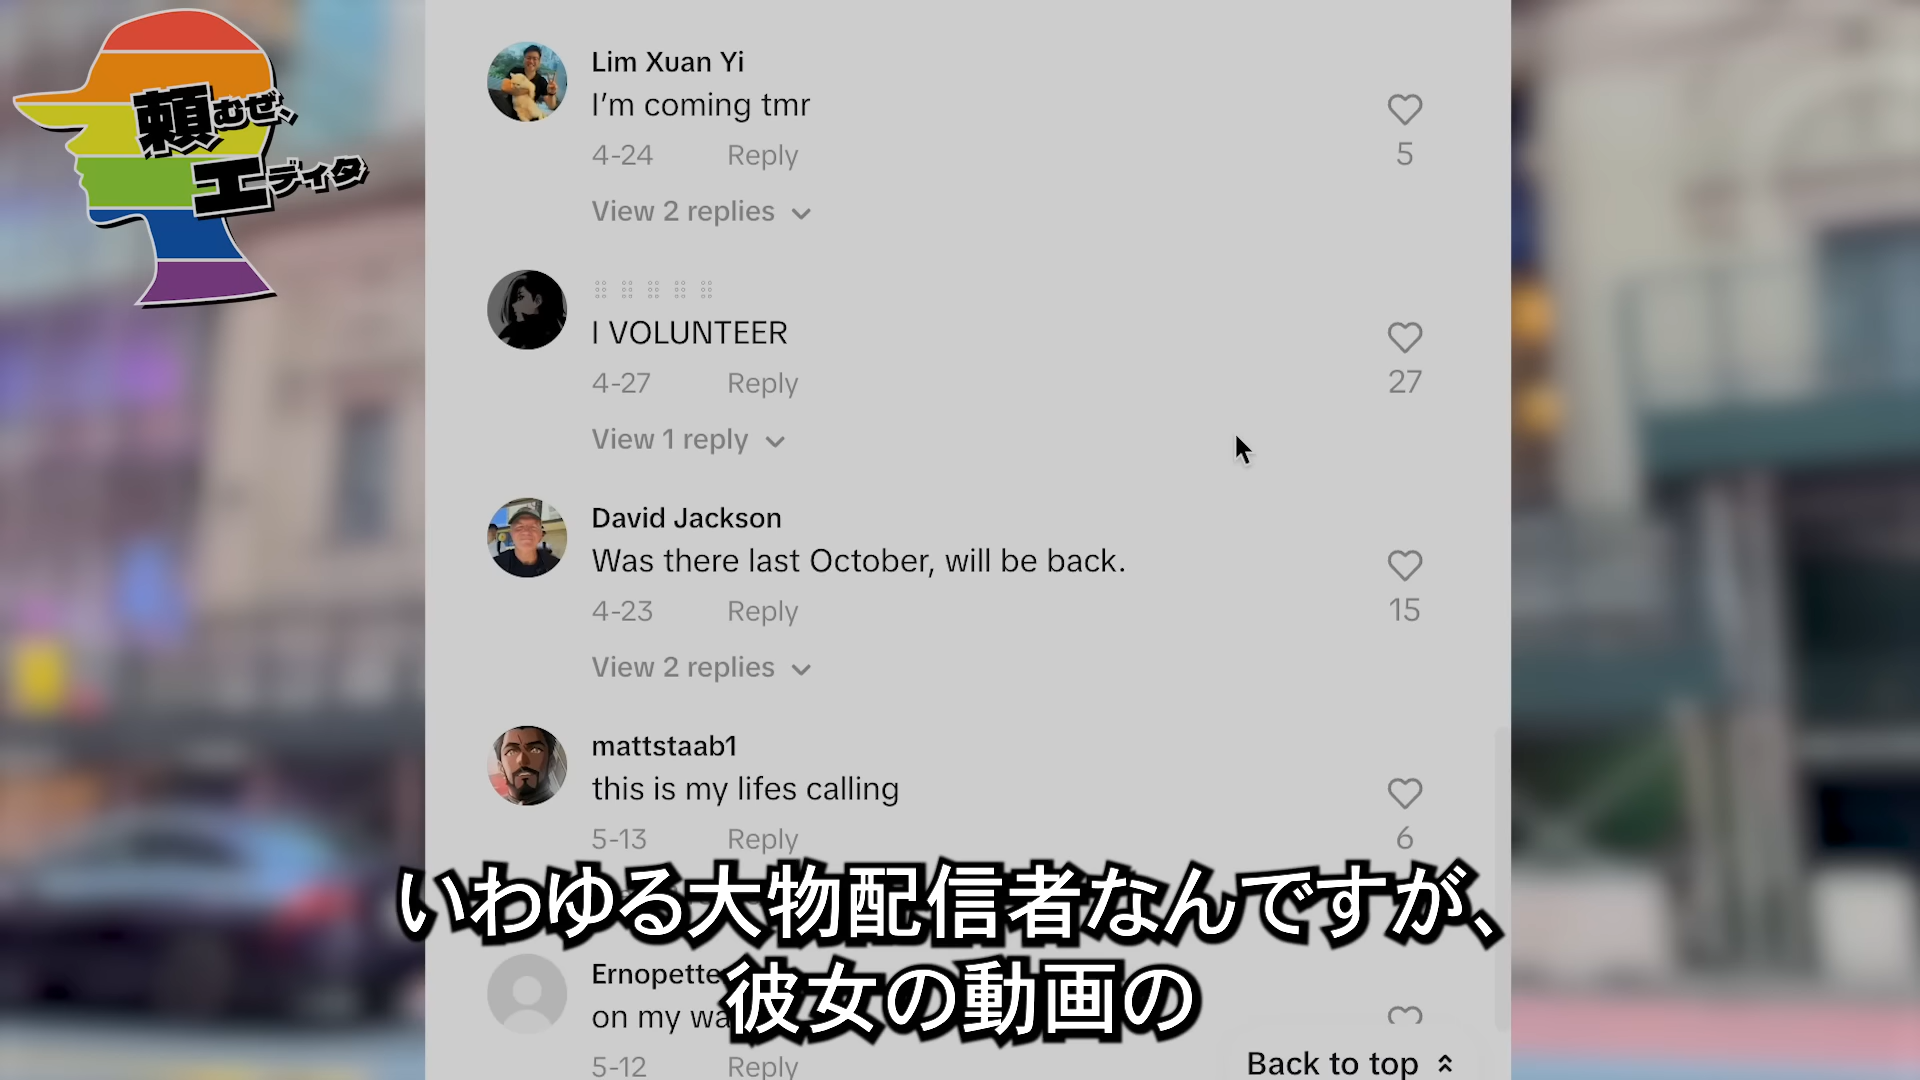 頼むぜ、
エディタ
Lim Xuan Yi
I'm coming tmr
4-24 Reply
5
View 2 replies
I VOLUNTEER
4-27 Reply
27
View 1 reply
David Jackson
Was there last October, will be back.
4-23 Reply
15
View 2 replies
mattstaab1
this is my lifes calling
5-13 Reply
6
いわゆる大物配信者なんですが、
彼女の動画の
Ernopette
on my
5-12 Reply
Back to top